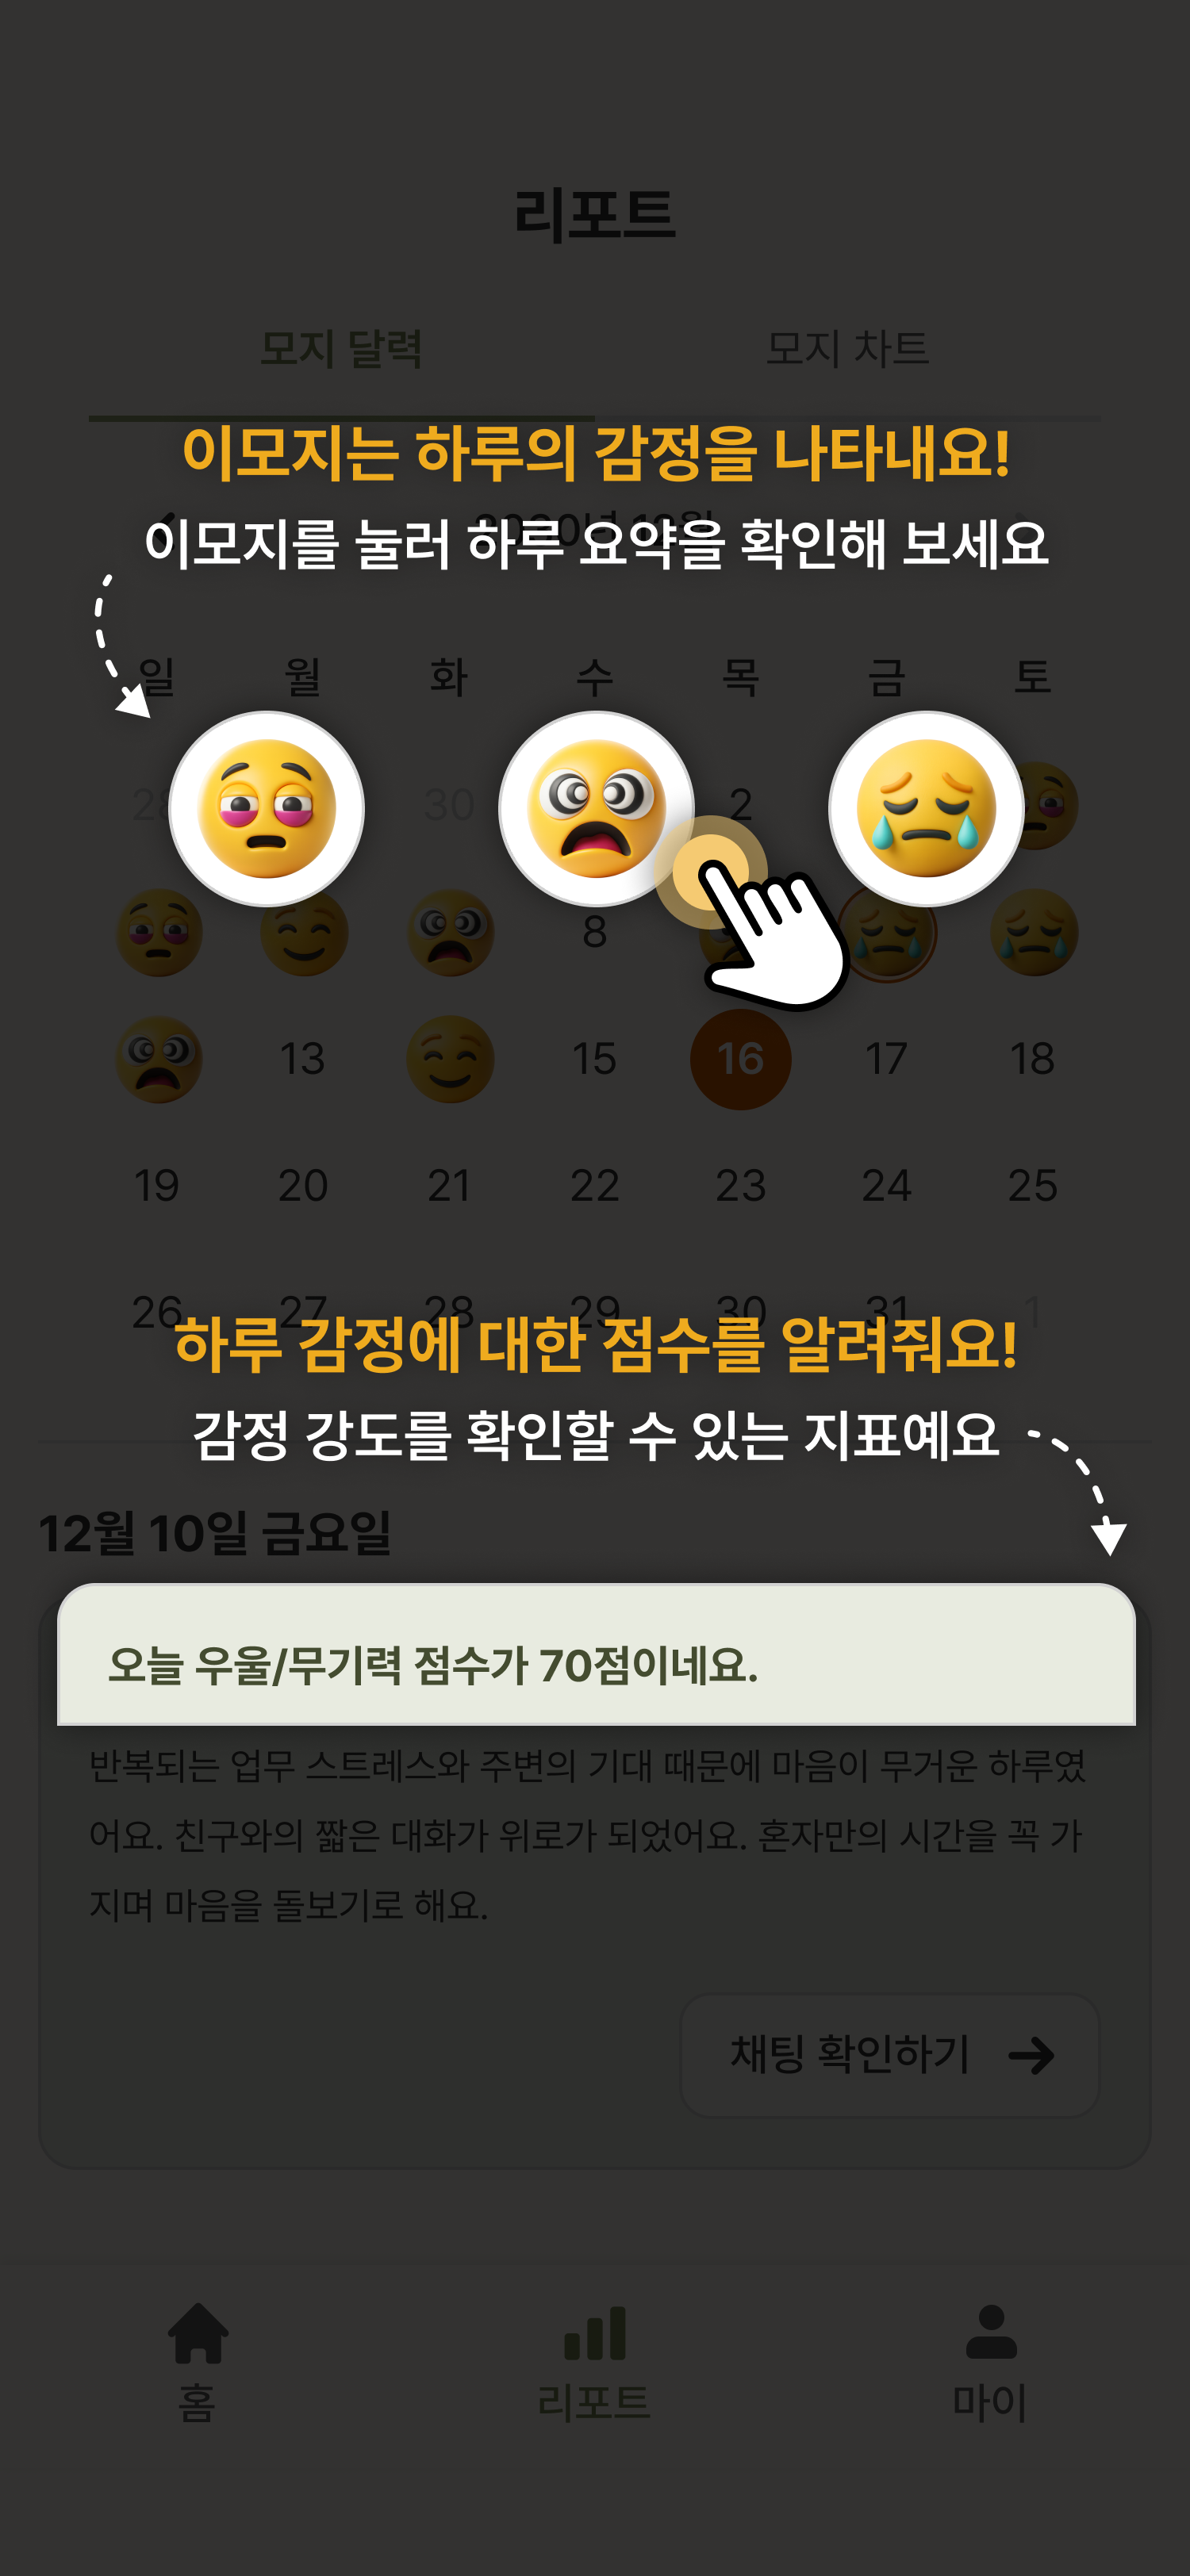 리포트
모지 달력
모지 차트
이모지는 하루의 감정을 나타내요!
2020년 12월
이모지를 눌러 하루 요약을 확인해 보세요
일 월 화 수 목 금 토
28 30 2
8
13 15 16 17 18
19 20 21 22 23 24 25
26 27 28 29 30 31 1
하루 감정에 대한 점수를 알려줘요!
감정 강도를 확인할 수 있는 지표예요
12월 10일 금요일
오늘 우울/무기력 점수가 70점이네요.
반복되는 업무 스트레스와 주변의 기대 때문에 마음이 무거운 하루였
어요. 친구와의 짧은 대화가 위로가 되었어요. 혼자만의 시간을 꼭 가
지며 마음을 돌보기로 해요.
채팅 확인하기
홈
리포트
마이